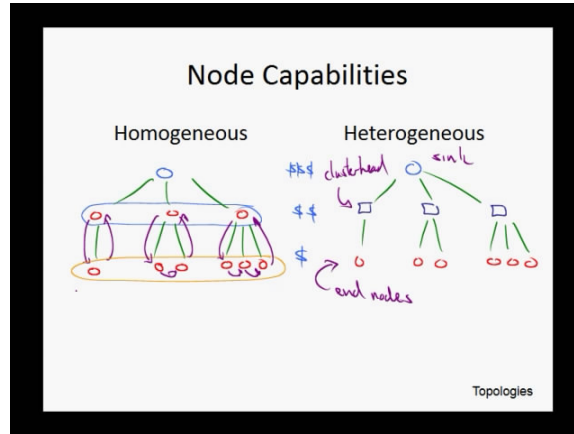 Node Capabilities
Homogeneous
Heterogeneous
$$$
clusterhead
sink
$$
$
end nodes
Topologies